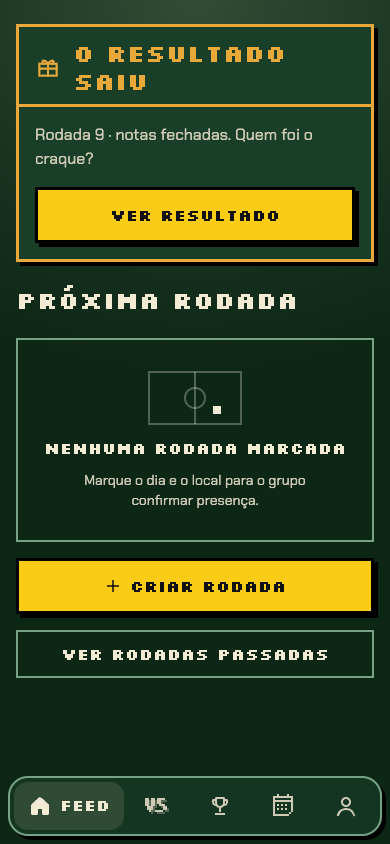 O RESULTADO
SAIU
Rodada 9 · notas fechadas. Quem foi o
craque?
VER RESULTADO
PRÓXIMA RODADA
NENHUMA RODADA MARCADA
Marque o dia e o local para o grupo
confirmar presença.
+ CRIAR RODADA
VER RODADAS PASSADAS
FEED
VS